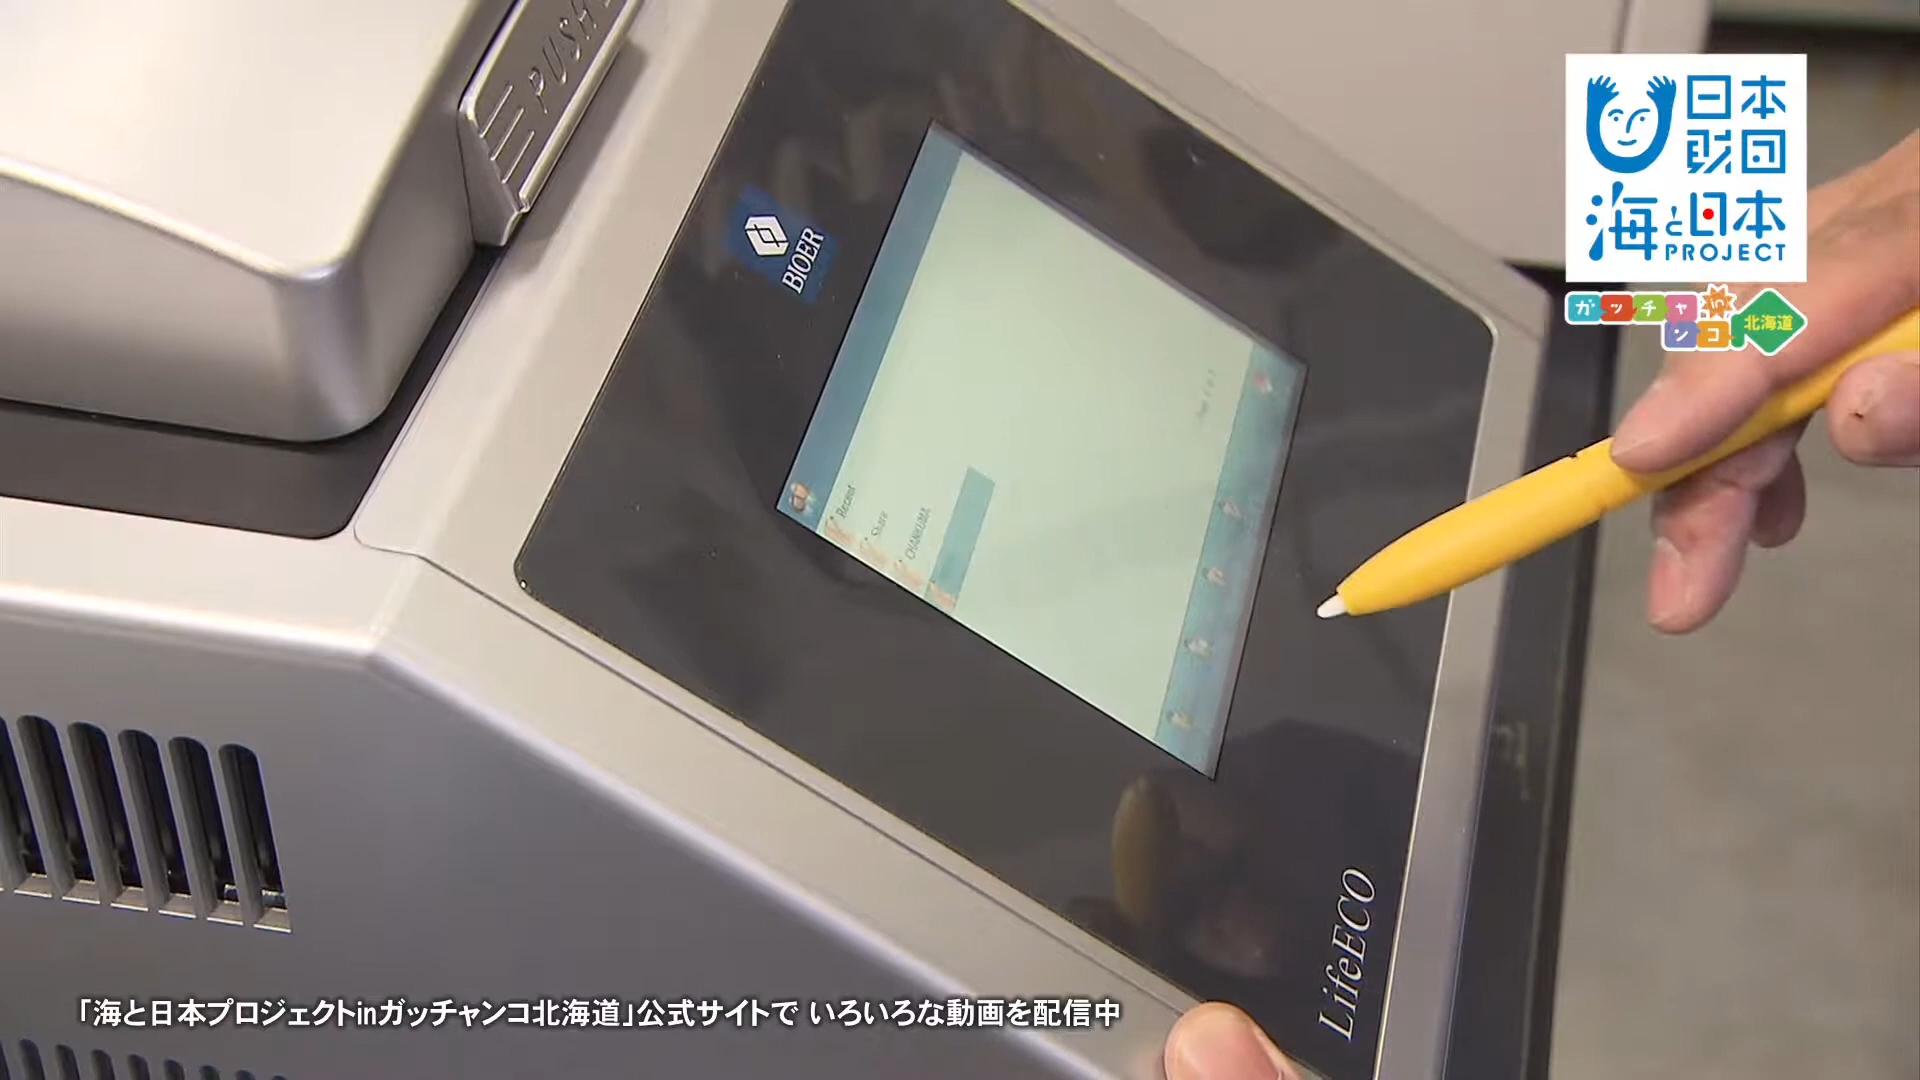 PUSH
BIOER
Recent
Share
CHANKUMA
LifeECO
日本
財団
海と日本
PROJECT
ガッチャ
ンコ
in
北海道
「海と日本プロジェクトinガッチャンコ北海道」公式サイトで いろいろな動画を配信中